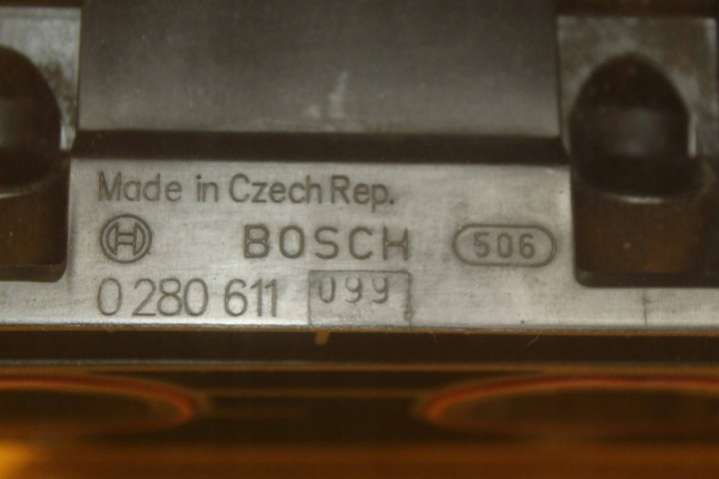 Made in Czech Rep.
BOSCH 506
0 280 611 099